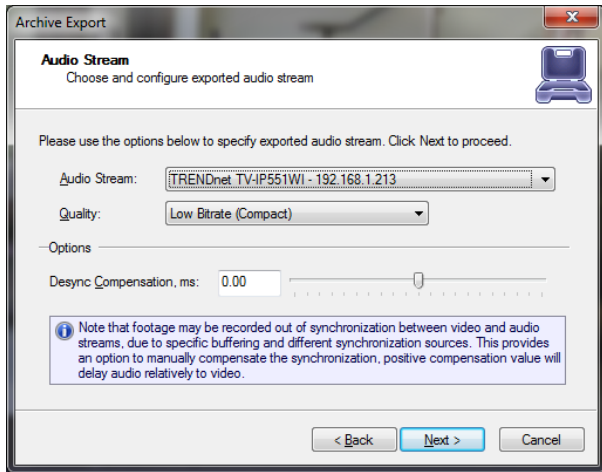 Archive Export
Audio Stream
Choose and configure exported audio stream
Please use the options below to specify exported audio stream. Click Next to proceed.
Audio Stream: TRENDnet TV-IP551WI - 192.168.1.213
Quality: Low Bitrate (Compact)
Options
Desync Compensation, ms: 0.00
Note that footage may be recorded out of synchronization between video and audio
streams, due to specific buffering and different synchronization sources. This provides
an option to manually compensate the synchronization, positive compensation value will
delay audio relatively to video.
< Back Next > Cancel